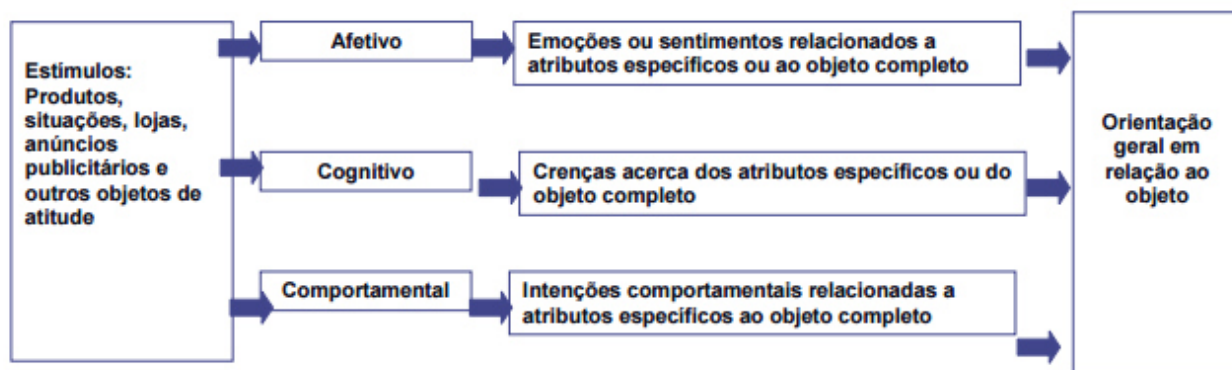 Estímulos:
Produtos,
situações, lojas,
anúncios
publicitários e
outros objetos de
atitude
Afetivo
Emoções ou sentimentos relacionados a
atributos específicos ou ao objeto completo
Cognitivo
Crenças acerca dos atributos específicos ou do
objeto completo
Comportamental
Intenções comportamentais relacionadas a
atributos específicos ao objeto completo
Orientação
geral em
relação ao
objeto